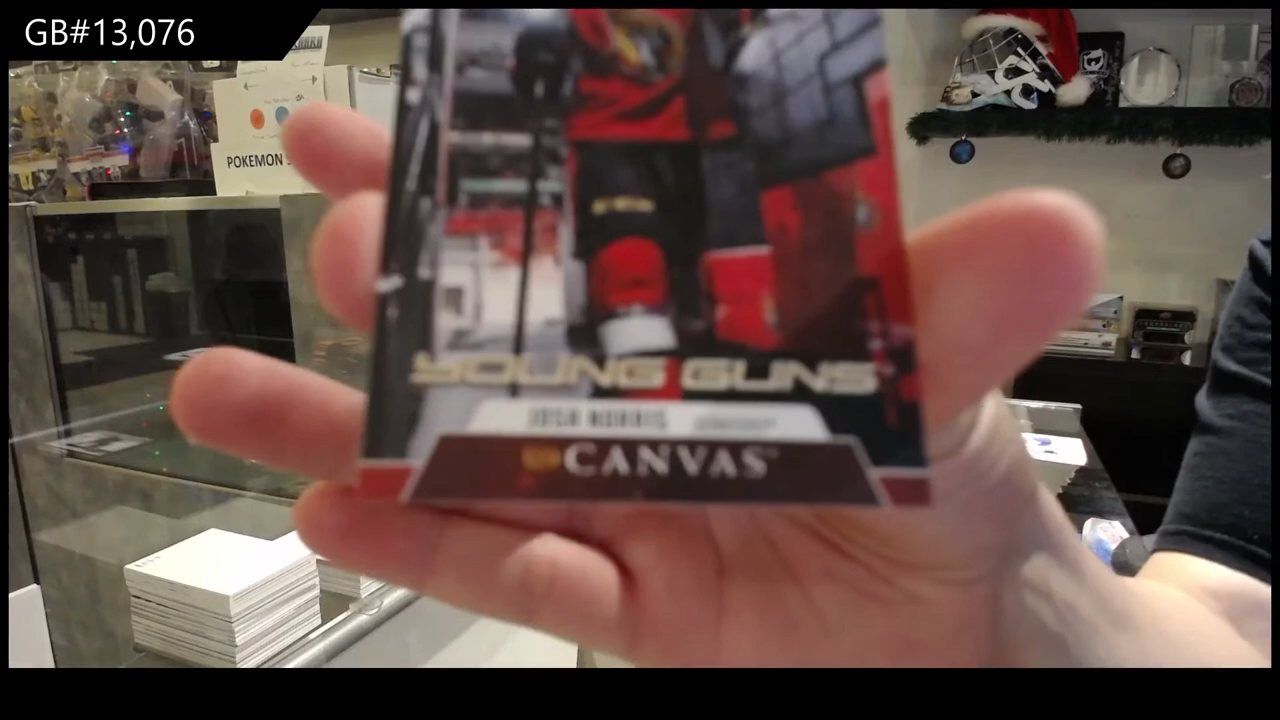 GB#13,076
POKEMON
YOUNG GUNS
JOSH NORRIS
CANVAS